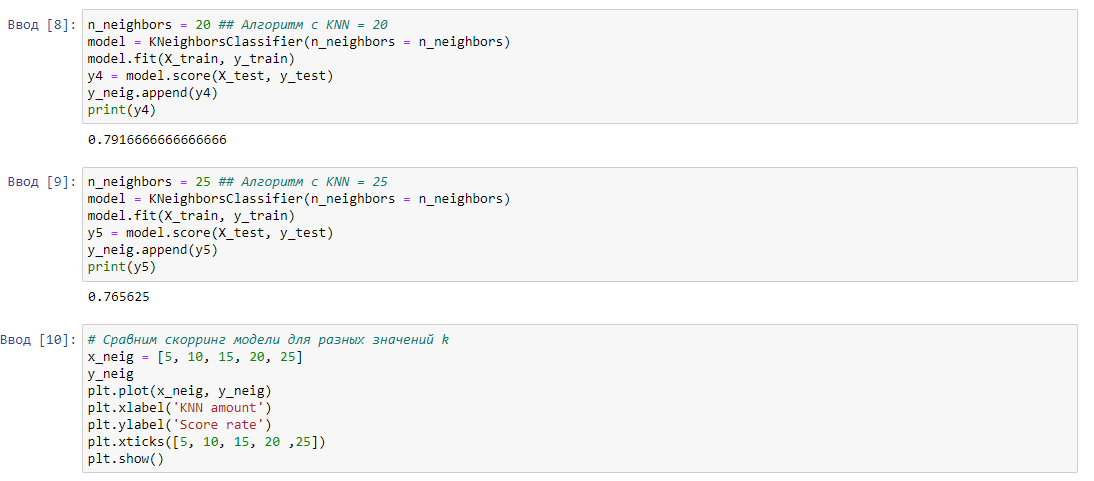 Ввод [8]: n_neighbors = 20 ## Алгоритм с KNN = 20
model = KNeighborsClassifier(n_neighbors = n_neighbors)
model.fit(X_train, y_train)
y4 = model.score(X_test, y_test)
y_neig.append(y4)
print(y4)
0.7916666666666666
Ввод [9]: n_neighbors = 25 ## Алгоритм с KNN = 25
model = KNeighborsClassifier(n_neighbors = n_neighbors)
model.fit(X_train, y_train)
y5 = model.score(X_test, y_test)
y_neig.append(y5)
print(y5)
0.765625
Ввод [10]: # Сравним скорринг модели для разных значений k
x_neig = [5, 10, 15, 20, 25]
y_neig
plt.plot(x_neig, y_neig)
plt.xlabel('KNN amount')
plt.ylabel('Score rate')
plt.xticks([5, 10, 15, 20 ,25])
plt.show()